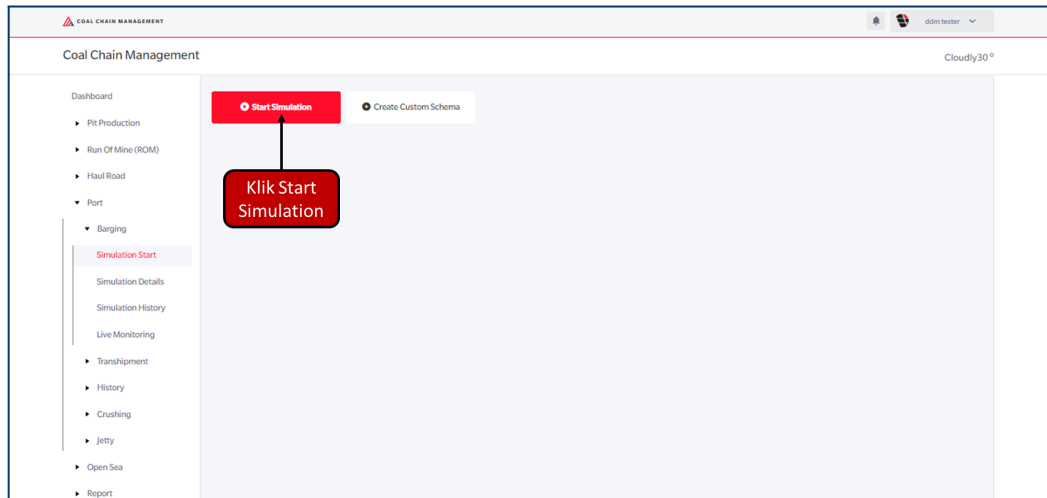 COAL CHAIN MANAGEMENT
ddm tester
Coal Chain Management
Cloudly30 °
Dashboard
Start Simulation
Create Custom Schema
Pit Production
Run Of Mine (ROM)
Haul Road
Klik Start
Simulation
Port
Barging
Simulation Start
Simulation Details
Simulation History
Live Monitoring
Transhipment
History
Crushing
Jetty
Open Sea
Report